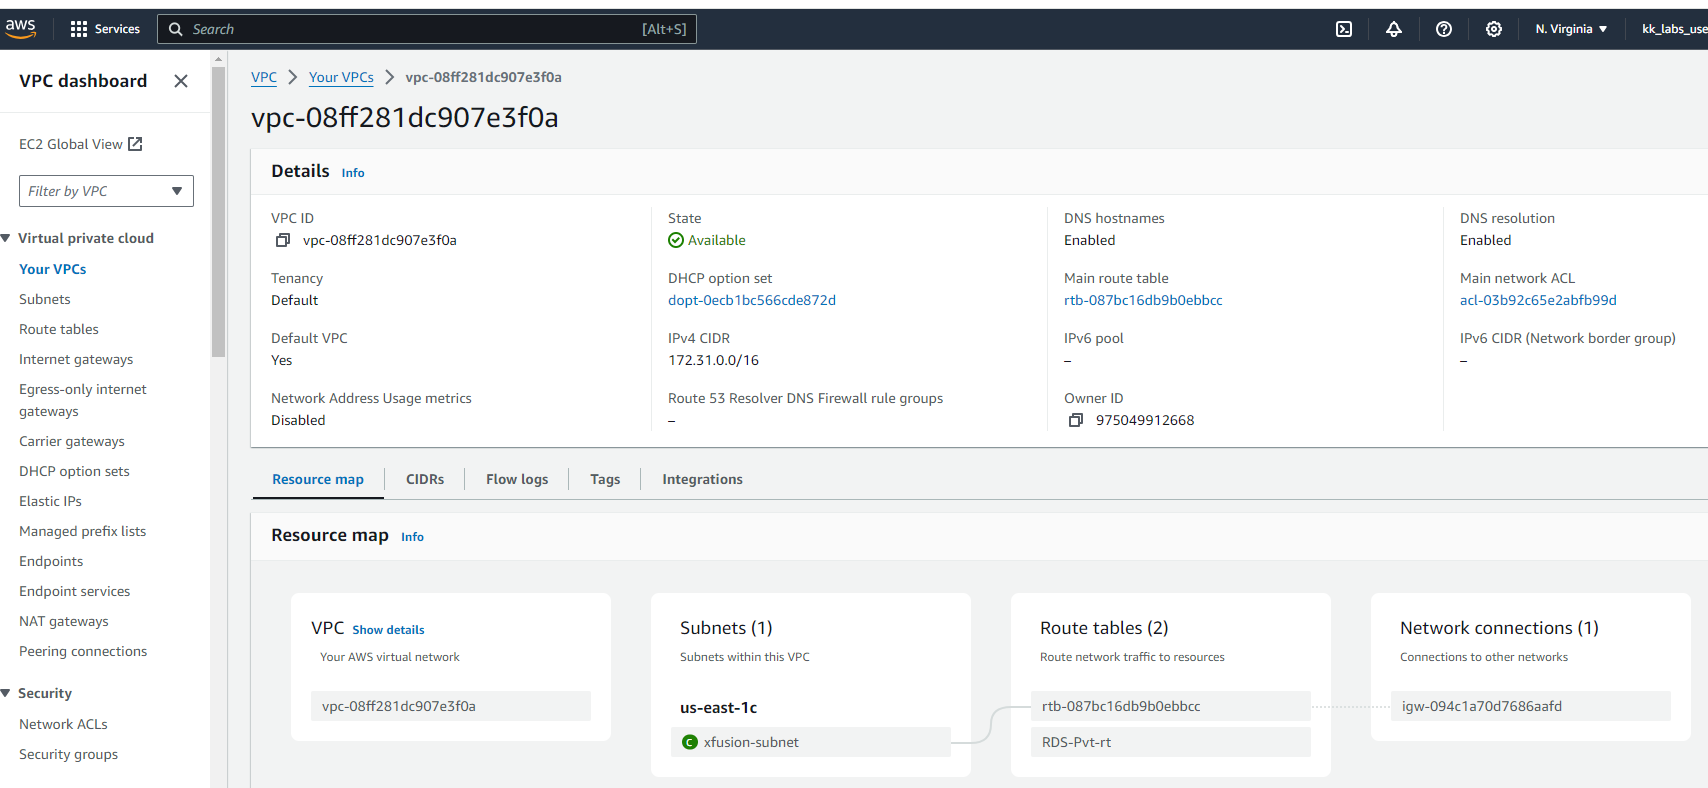 aws
Services
Search
[Alt+S]
N. Virginia
kk_labs_use
VPC dashboard
EC2 Global View
Filter by VPC
Virtual private cloud
Your VPCs
Subnets
Route tables
Internet gateways
Egress-only internet
gateways
Carrier gateways
DHCP option sets
Elastic IPs
Managed prefix lists
Endpoints
Endpoint services
NAT gateways
Peering connections
Security
Network ACLs
Security groups
VPC
Your VPCs
vpc-08ff281dc907e3f0a
vpc-08ff281dc907e3f0a
Details Info
VPC ID
vpc-08ff281dc907e3f0a
State
Available
DNS hostnames
Enabled
DNS resolution
Enabled
Tenancy
Default
DHCP option set
dopt-0ecb1bc566cde872d
Main route table
rtb-087bc16db9b0ebbcc
Main network ACL
acl-03b92c65e2abfb99d
Default VPC
Yes
IPv4 CIDR
172.31.0.0/16
IPv6 pool
–
IPv6 CIDR (Network border group)
–
Network Address Usage metrics
Disabled
Route 53 Resolver DNS Firewall rule groups
–
Owner ID
975049912668
Resource map
CIDRs
Flow logs
Tags
Integrations
Resource map Info
VPC Show details
Your AWS virtual network
vpc-08ff281dc907e3f0a
Subnets (1)
Subnets within this VPC
us-east-1c
C xfusion-subnet
Route tables (2)
Route network traffic to resources
rtb-087bc16db9b0ebbcc
RDS-Pvt-rt
Network connections (1)
Connections to other networks
igw-094c1a70d7686aafd